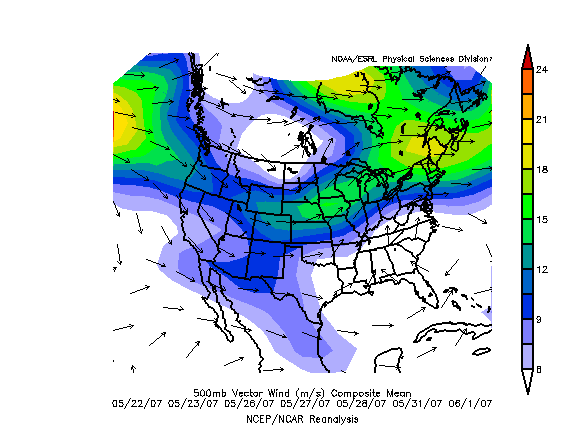 NOAA/ESRL Physical Sciences Division
24
21
18
15
12
9
6
500mb Vector Wind (m/s) Composite Mean
05/22/07 05/23/07 05/26/07 05/27/07 05/28/07 05/31/07 06/1/07
NCEP/NCAR Reanalysis